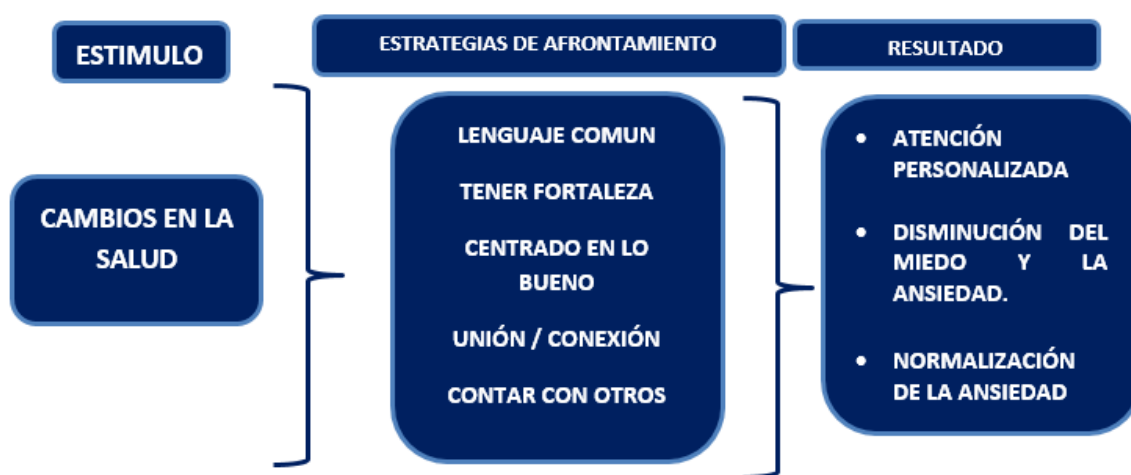 ESTIMULO
ESTRATEGIAS DE AFRONTAMIENTO
RESULTADO
CAMBIOS EN LA
SALUD
LENGUAJE COMUN
TENER FORTALEZA
CENTRADO EN LO
BUENO
UNIÓN / CONEXIÓN
CONTAR CON OTROS
• ATENCIÓN
PERSONALIZADA
• DISMINUCIÓN DEL
MIEDO Y LA
ANSIEDAD.
• NORMALIZACIÓN
DE LA ANSIEDAD